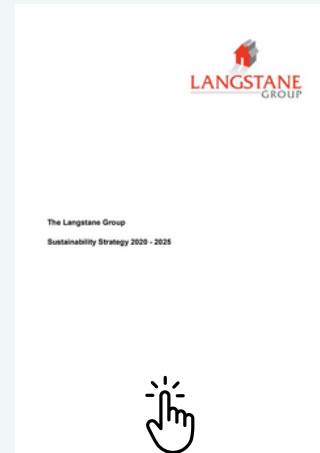 LANGSTANE
GROUP
The Langstane Group
Sustainability Strategy 2020 - 2025